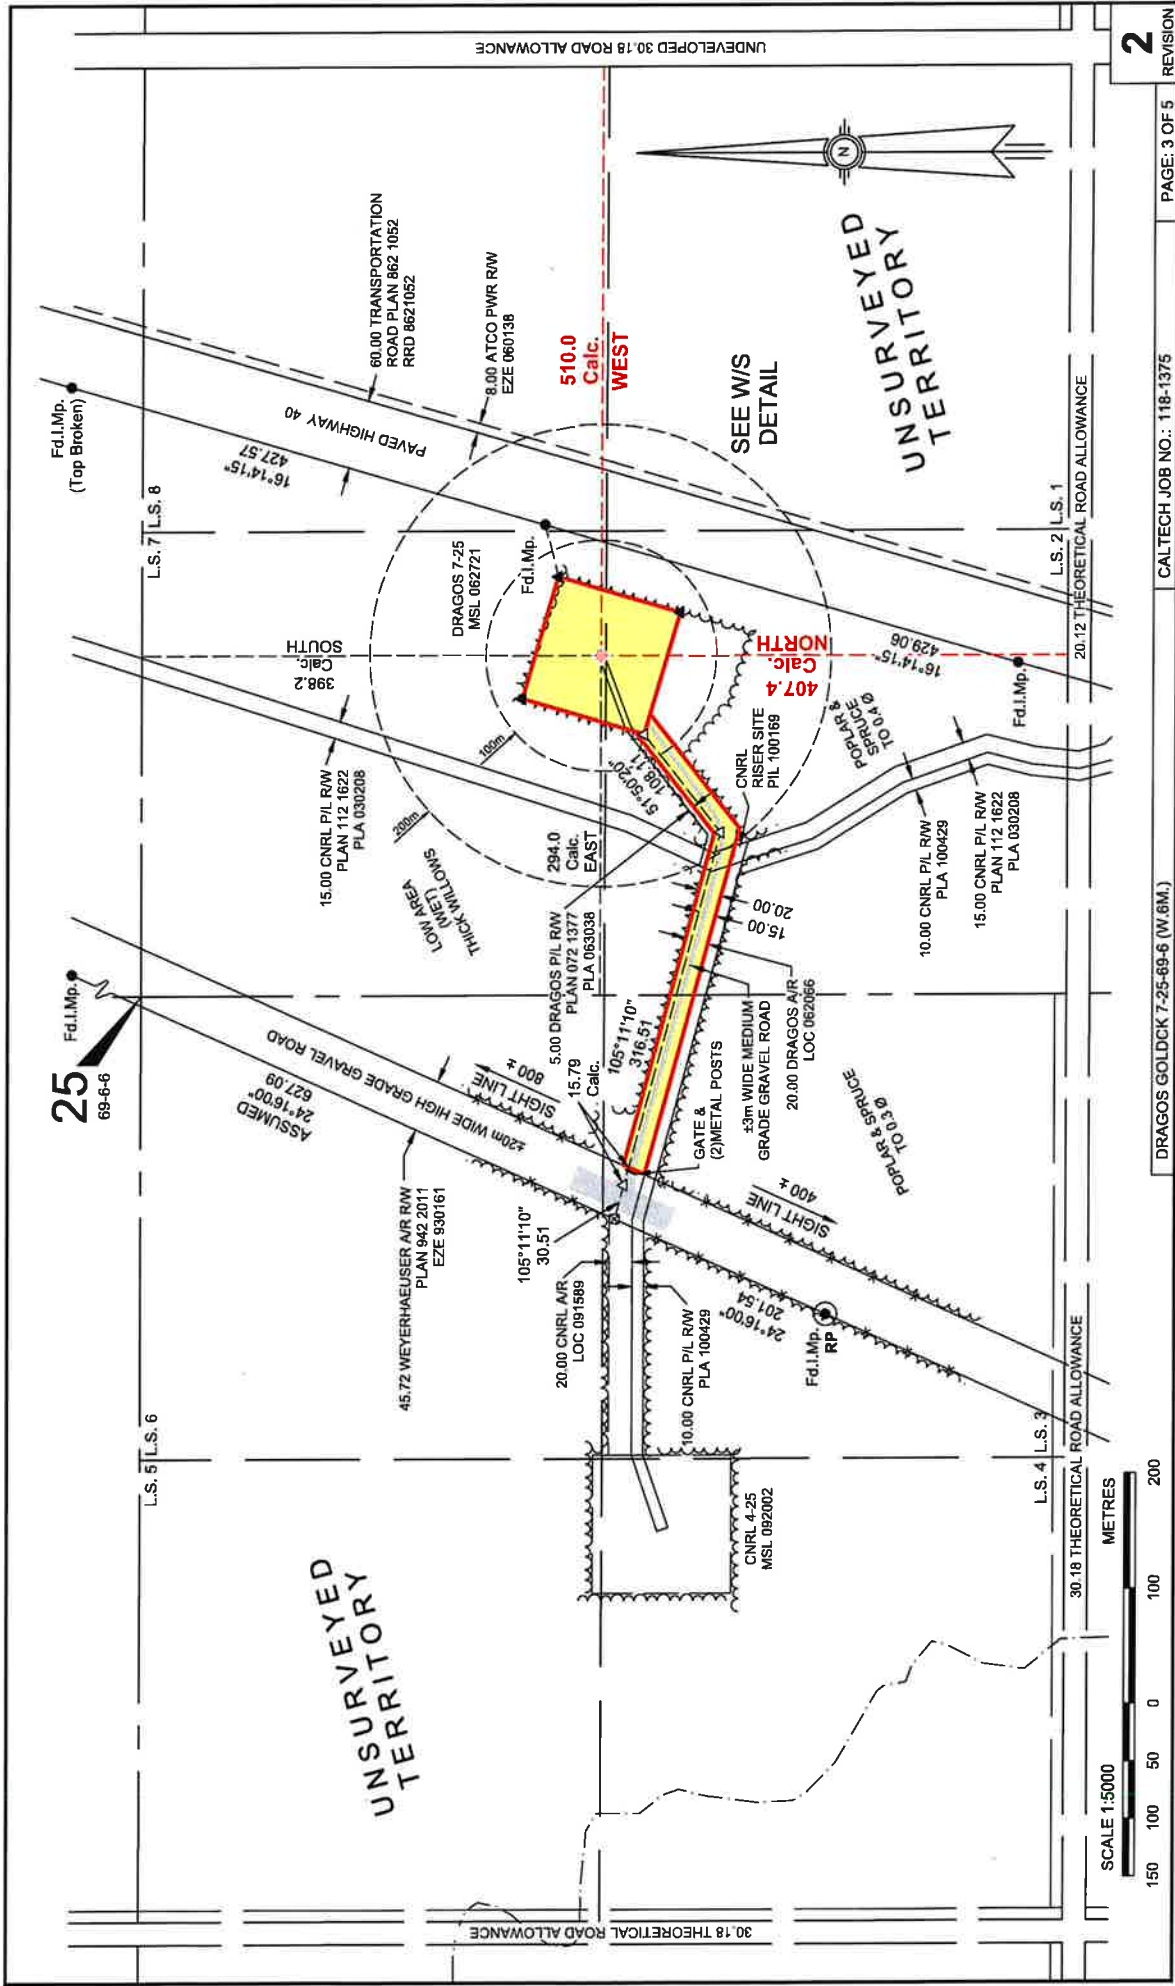 25
69-6-6
Fd.I.Mp.
ASSUMED
24°16'00"
627.09
±20m WIDE HIGH GRADE GRAVEL ROAD
45.72 WEYERHAEUSER A/R R/W
PLAN 942 2011
EZE 930161
L.S. 5
L.S. 6
L.S. 7
L.S. 8
UNSURVEYED
TERRITORY
15.00 CNRL P/L R/W
PLAN 112 1622
PLA 030208
398.2
Calc.
SOUTH
Fd.I.Mp.
(Top Broken)
16°14'15"
427.57
PAVED HIGHWAY 40
60.00 TRANSPORTATION
ROAD PLAN 862 1052
RRD 8621052
8.00 ATCO PWR R/W
EZE 060138
UNDEVELOPED 30.18 ROAD ALLOWANCE
LOW AREA
(WET)
THICK WILLOWS
200m
100m
DRAGOS 7-25
MSL 062721
Fd.I.Mp.
510.0
Calc.
WEST
SIGHT LINE
800 ±
15.79
Calc.
5.00 DRAGOS P/L R/W
PLAN 072 1377
PLA 063038
294.0
Calc.
EAST
51°50'20"
108.11
105°11'10"
316.51
105°11'10"
30.51
20.00 CNRL A/R
LOC 091589
10.00 CNRL P/L R/W
PLA 100429
GATE &
(2)METAL POSTS
±3m WIDE MEDIUM
GRADE GRAVEL ROAD
20.00 DRAGOS A/R
LOC 062066
15.00
20.00
CNRL
RISER SITE
PIL 100169
407.4
Calc.
NORTH
SEE W/S
DETAIL
CNRL 4-25
MSL 092002
SIGHT LINE
400 ±
24°16'00"
201.54
Fd.I.Mp.
RP
POPLAR & SPRUCE
TO 0.3 Ø
POPLAR &
SPRUCE
TO 0.4 Ø
16°14'15"
429.06
Fd.I.Mp.
10.00 CNRL P/L R/W
PLA 100429
15.00 CNRL P/L R/W
PLAN 112 1622
PLA 030208
UNSURVEYED
TERRITORY
N
L.S. 4
L.S. 3
L.S. 2
L.S. 1
30.18 THEORETICAL ROAD ALLOWANCE
30.18 THEORETICAL ROAD ALLOWANCE
20.12 THEORETICAL ROAD ALLOWANCE
SCALE 1:5000
METRES
150 100 50 0 100 200
DRAGOS GOLDCK 7-25-69-6 (W.6M.)
CALTECH JOB NO.: 118-1375
PAGE: 3 OF 5
2
REVISION